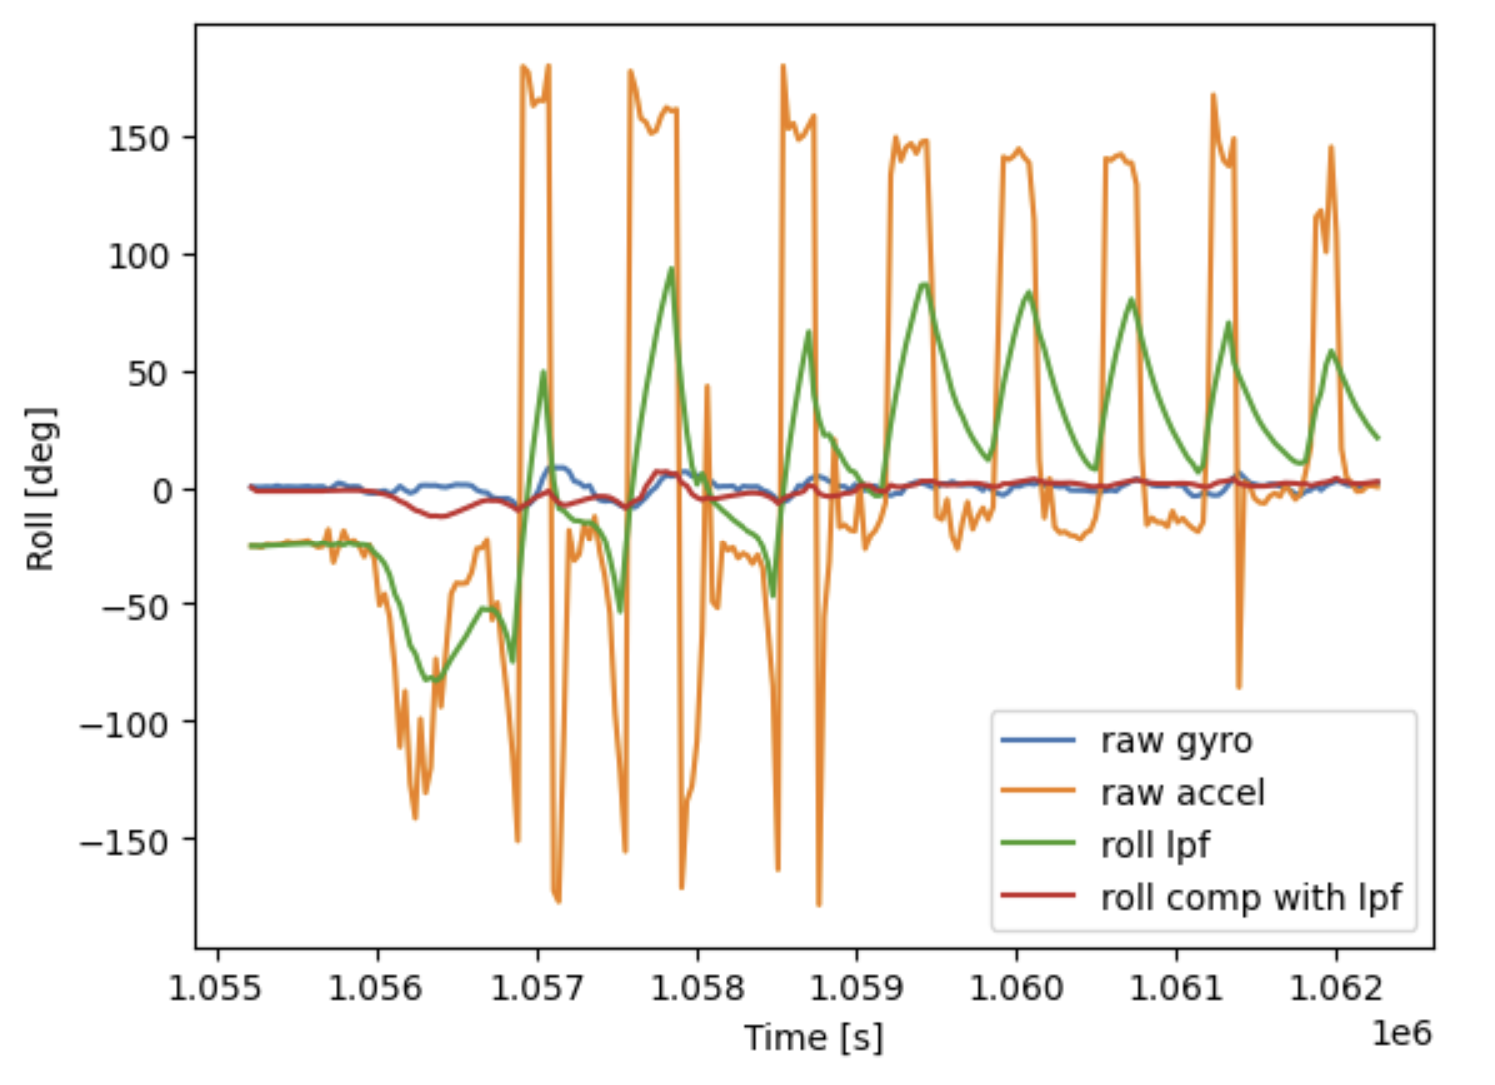 Roll [deg]
150
100
50
0
−50
−100
−150
raw gyro
raw accel
roll lpf
roll comp with lpf
1.055 1.056 1.057 1.058 1.059 1.060 1.061 1.062
1e6
Time [s]